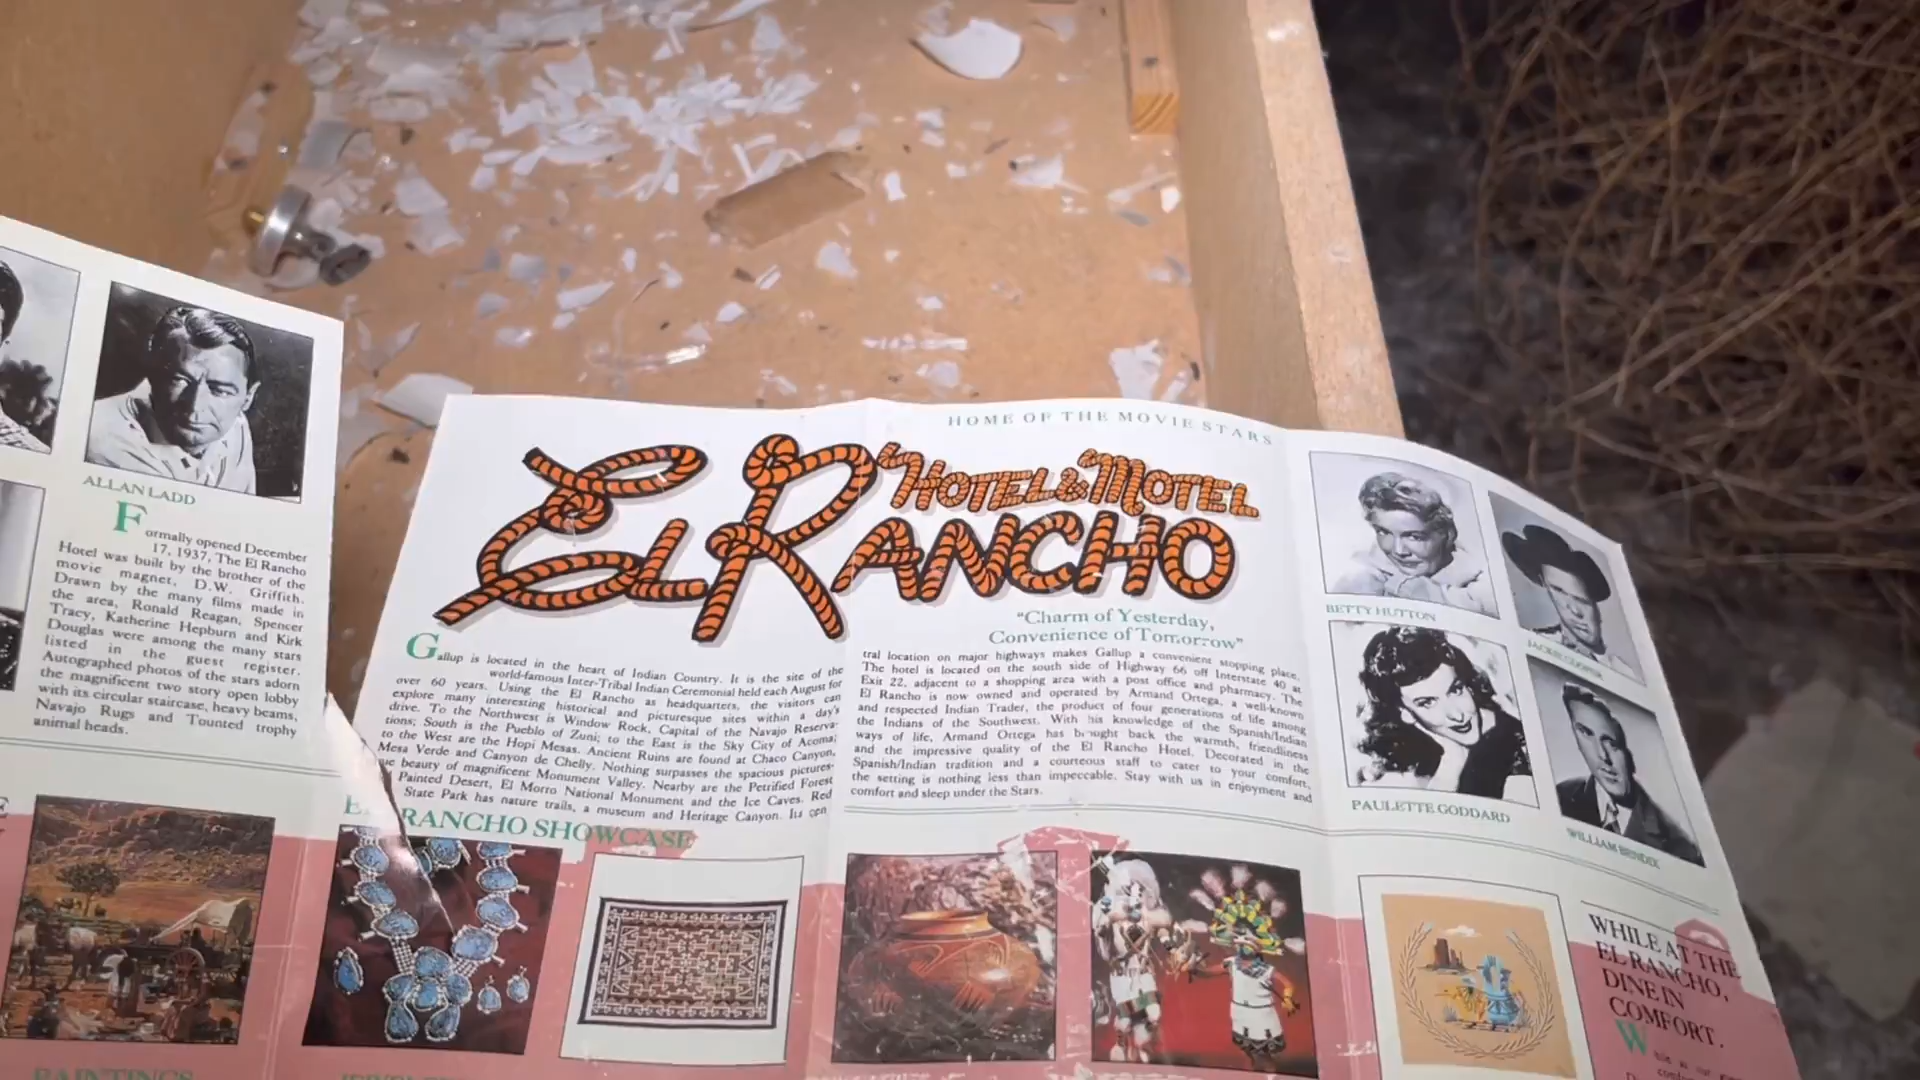 ALLAN LADD
Formally opened December
17, 1937, The El Rancho
Hotel was built by the brother of the
movie magnet, D.W. Griffith.
Drawn by the many films made in
the area, Ronald Reagan, Spencer
Tracy, Katherine Hepburn and Kirk
Douglas were among the many stars
listed in the guest register.
Autographed photos of the stars adorn
the magnificent two story open lobby
with its circular staircase, heavy beams,
Navajo Rugs and Tounted trophy
animal heads.
HOME OF THE MOVIE STARS
HOTEL & MOTEL
EL RANCHO
"Charm of Yesterday,
Convenience of Tomorrow"
Gallup is located in the heart of Indian Country. It is the site of the
world-famous Inter-Tribal Indian Ceremonial held each August for
over 60 years. Using the El Rancho as headquarters, the visitors can
explore many interesting historical and picturesque sites within a day's
drive. To the Northwest is Window Rock, Capital of the Navajo Reserva-
tions; South is the Pueblo of Zuni; to the East is the Sky City of Acoma;
to the West are the Hopi Mesas. Ancient Ruins are found at Chaco Canyon,
Mesa Verde and Canyon de Chelly. Nothing surpasses the spacious pictures-
beauty of magnificent Monument Valley. Nearby are the Petrified Forest
Painted Desert, El Morro National Monument and the Ice Caves. Red
State Park has nature trails, a museum and Heritage Canyon. Its cen
tral location on major highways makes Gallup a convenient stopping place.
The hotel is located on the south side of Highway 66 off Interstate 40 at
Exit 22, adjacent to a shopping area with a post office and pharmacy. The
El Rancho is now owned and operated by Armand Ortega, a well-known
and respected Indian Trader, the product of four generations of life among
the Indians of the Southwest. With his knowledge of the Spanish/Indian
ways of life, Armand Ortega has brought back the warmth, friendliness
and the impressive quality of the El Rancho Hotel. Decorated in the
Spanish/Indian tradition and a courteous staff to cater to your comfort,
the setting is nothing less than impeccable. Stay with us in enjoyment and
comfort and sleep under the Stars.
BETTY HUTTON
JACKIE COOPER
PAULETTE GODDARD
WILLIAM BENDIX
EL RANCHO SHOWCASE
WHILE AT THE
EL RANCHO,
DINE IN
COMFORT.
PAINTINGS